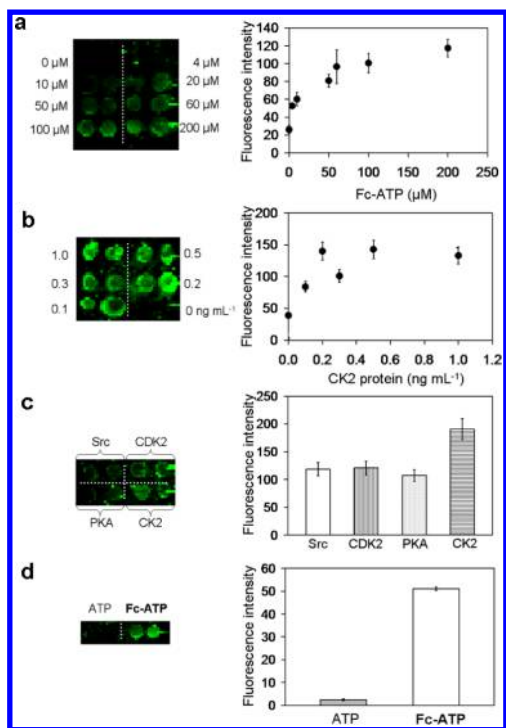 a
0 µM 4 µM
10 µM 20 µM
50 µM 60 µM
100 µM 200 µM
Fluorescence intensity
140
120
100
80
60
40
20
0
0 50 100 150 200 250
Fc-ATP (µM)
b
1.0 0.5
0.3 0.2
0.1 0 ng mL⁻¹
Fluorescence intensity
200
150
100
50
0
0.0 0.2 0.4 0.6 0.8 1.0 1.2
CK2 protein (ng mL⁻¹)
c
Src CDK2
PKA CK2
Fluorescence intensity
250
200
150
100
50
0
Src CDK2 PKA CK2
d
ATP Fc-ATP
Fluorescence intensity
60
50
40
30
20
10
0
ATP Fc-ATP